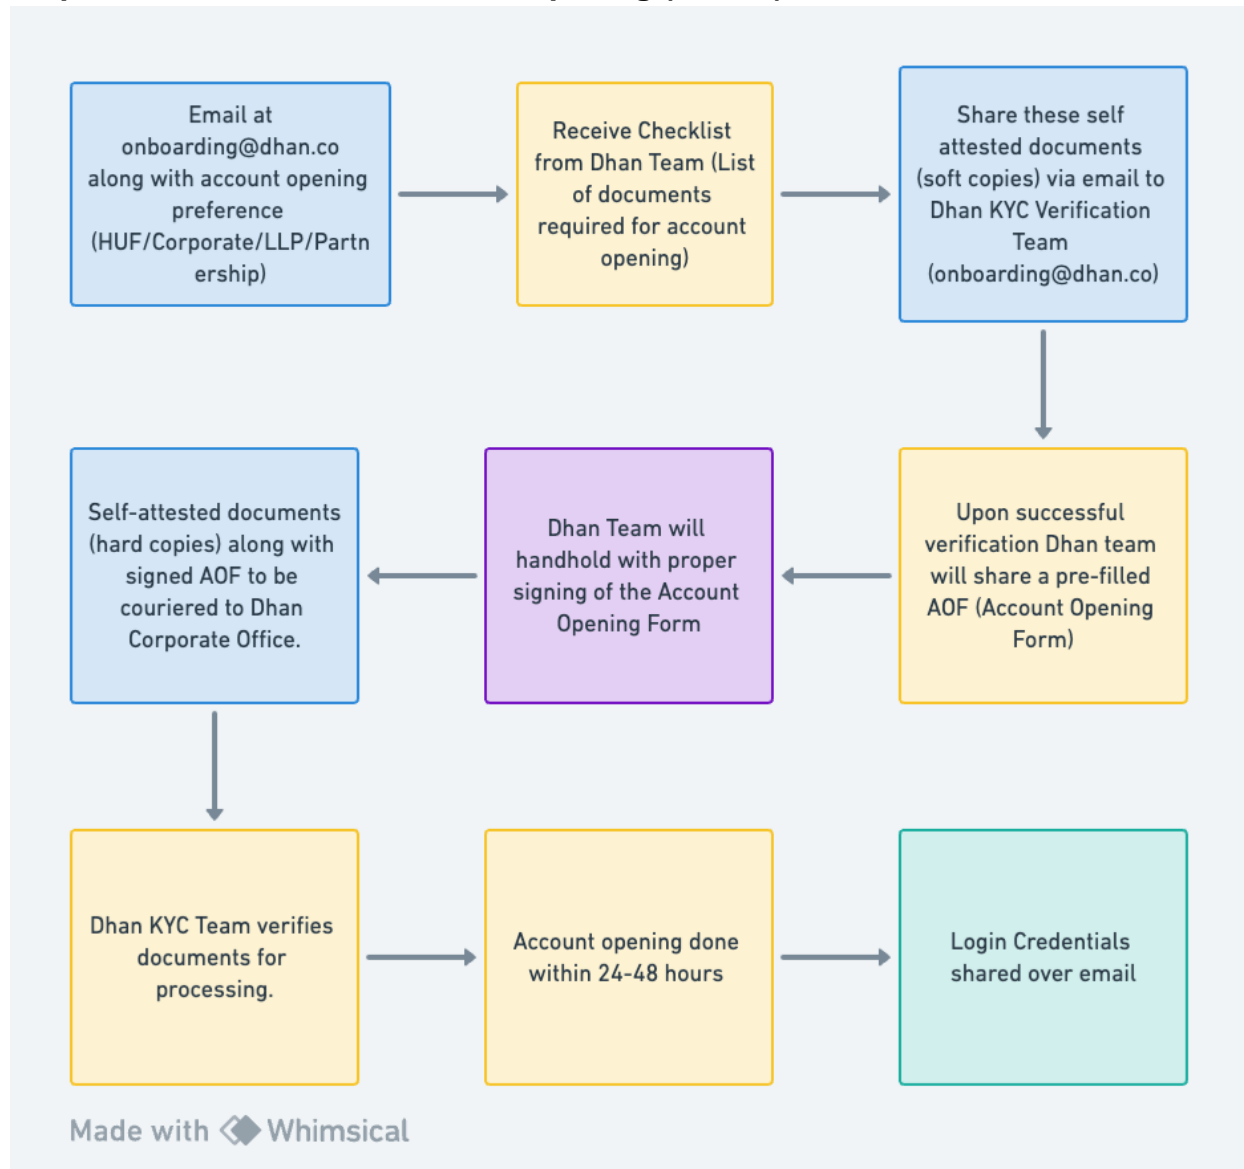 Email at
onboarding@dhan.co
along with account opening
preference
(HUF/Corporate/LLP/Partn
ership)
Receive Checklist
from Dhan Team (List
of documents
required for account
opening)
Share these self
attested documents
(soft copies) via email to
Dhan KYC Verification
Team
(onboarding@dhan.co)
Upon successful
verification Dhan team
will share a pre-filled
AOF (Account Opening
Form)
Dhan Team will
handhold with proper
signing of the Account
Opening Form
Self-attested documents
(hard copies) along with
signed AOF to be
couriered to Dhan
Corporate Office.
Dhan KYC Team verifies
documents for
processing.
Account opening done
within 24-48 hours
Login Credentials
shared over email
Made with Whimsical